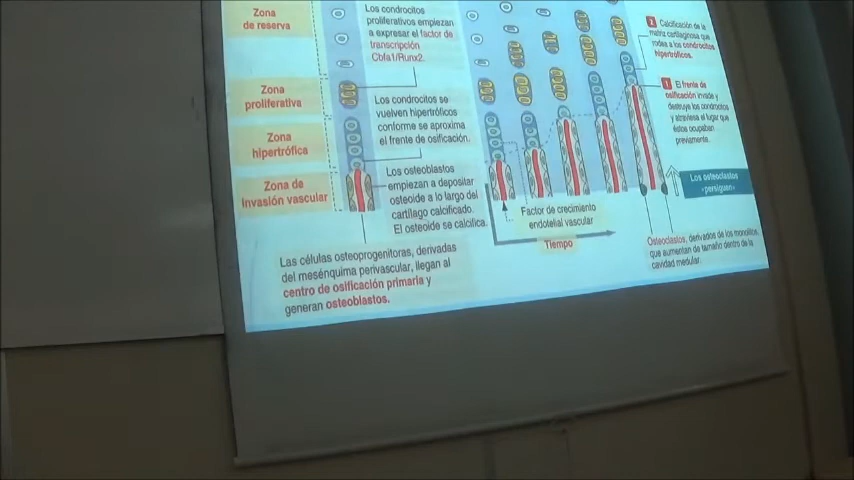 Zona
de reserva
Los condrocitos
proliferativos empiezan
a expresar el factor de
transcripción
Cbfa1/Runx2.
Zona
proliferativa
Los condrocitos se
vuelven hipertróficos
conforme se aproxima
el frente de osificación.
Zona
hipertrófica
Zona de
invasión vascular
Los osteoblastos
empiezan a depositar
osteoide a lo largo del
cartílago calcificado.
El osteoide se calcifica.
Las células osteoprogenitoras, derivadas
del mesénquima perivascular, llegan al
centro de osificación primaria y
generan osteoblastos.
2 Calcificación de la
matriz cartilaginosa que
rodea a los condrocitos
hipertróficos.
1 El frente de
osificación invade y
destruye los condrocitos
y atraviesa el lugar que
éstos ocupaban
previamente.
Los osteoclastos
«persiguen»
Factor de crecimiento
endotelial vascular
Tiempo
Osteoclastos, derivados de los monocitos,
que aumentan de tamaño dentro de la
cavidad medular.